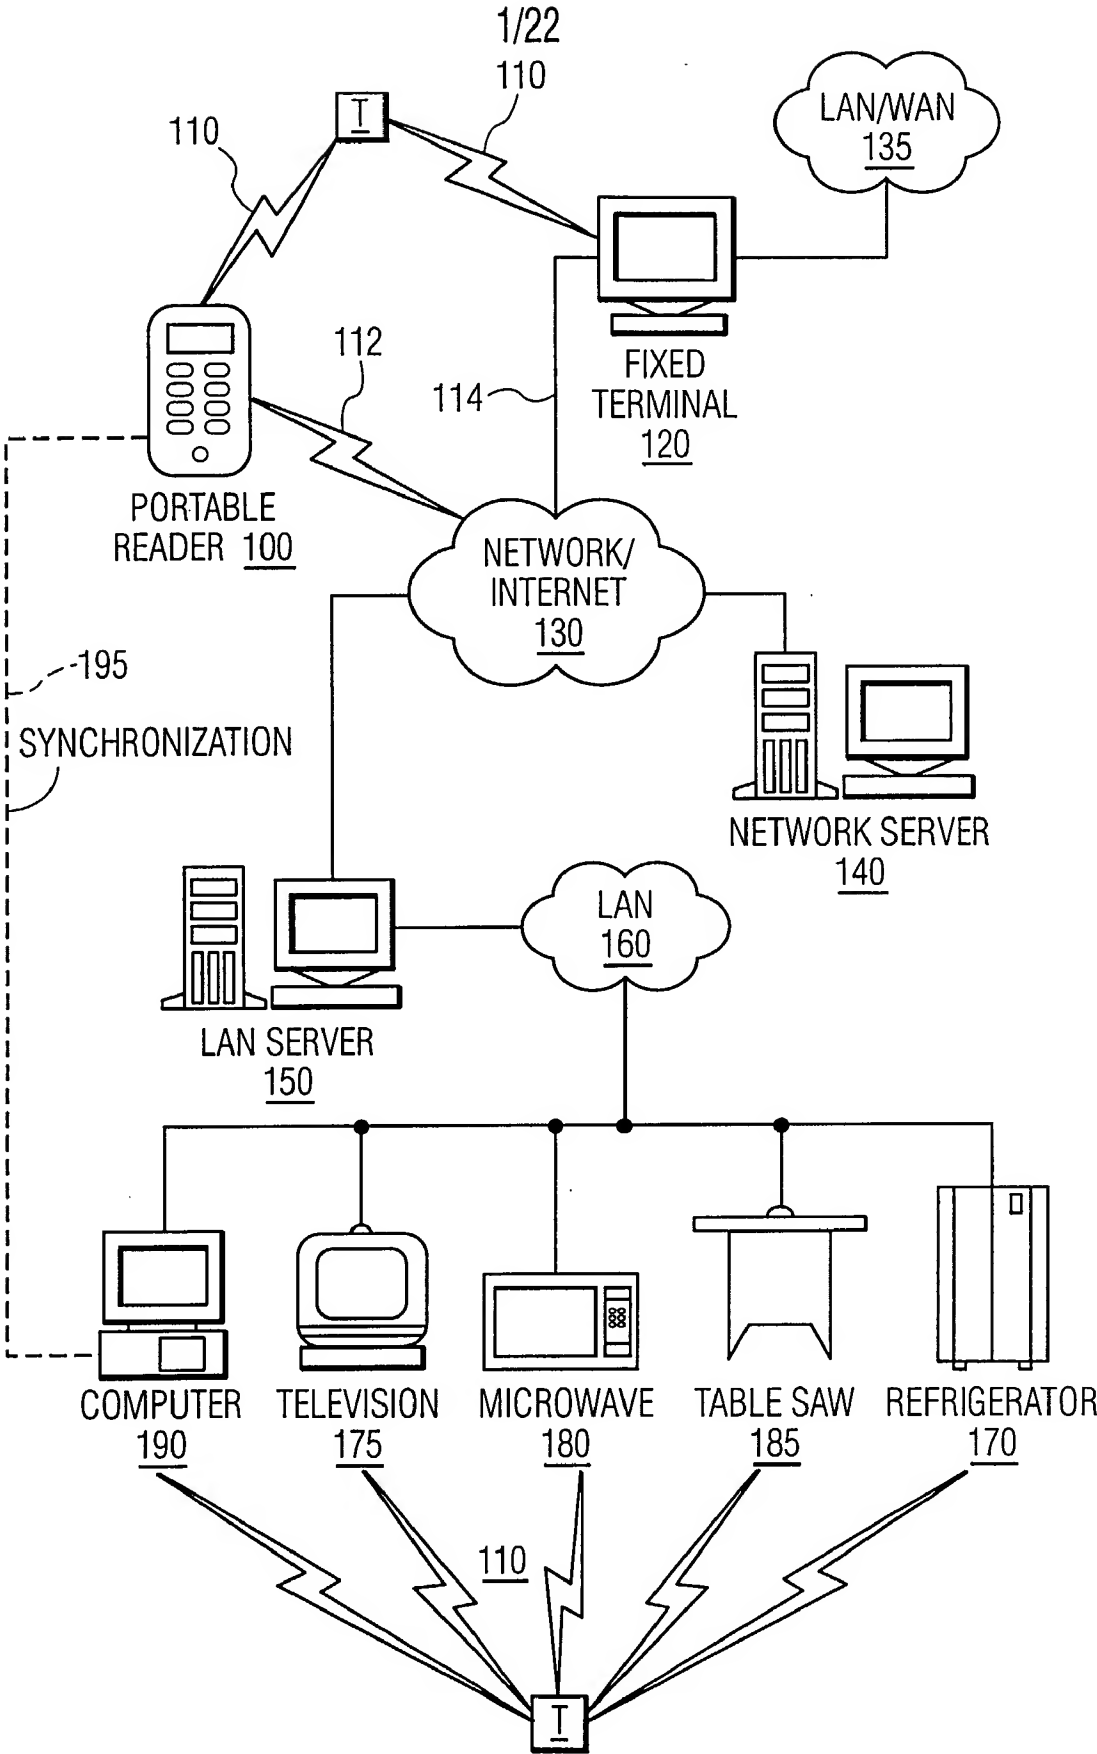 1/22
110
110
T
LAN/WAN
135
112
114
FIXED
TERMINAL
120
PORTABLE
READER 100
NETWORK/
INTERNET
130
195
SYNCHRONIZATION
NETWORK SERVER
140
LAN
160
LAN SERVER
150
COMPUTER
190
TELEVISION
175
MICROWAVE
180
TABLE SAW
185
REFRIGERATOR
170
110
T